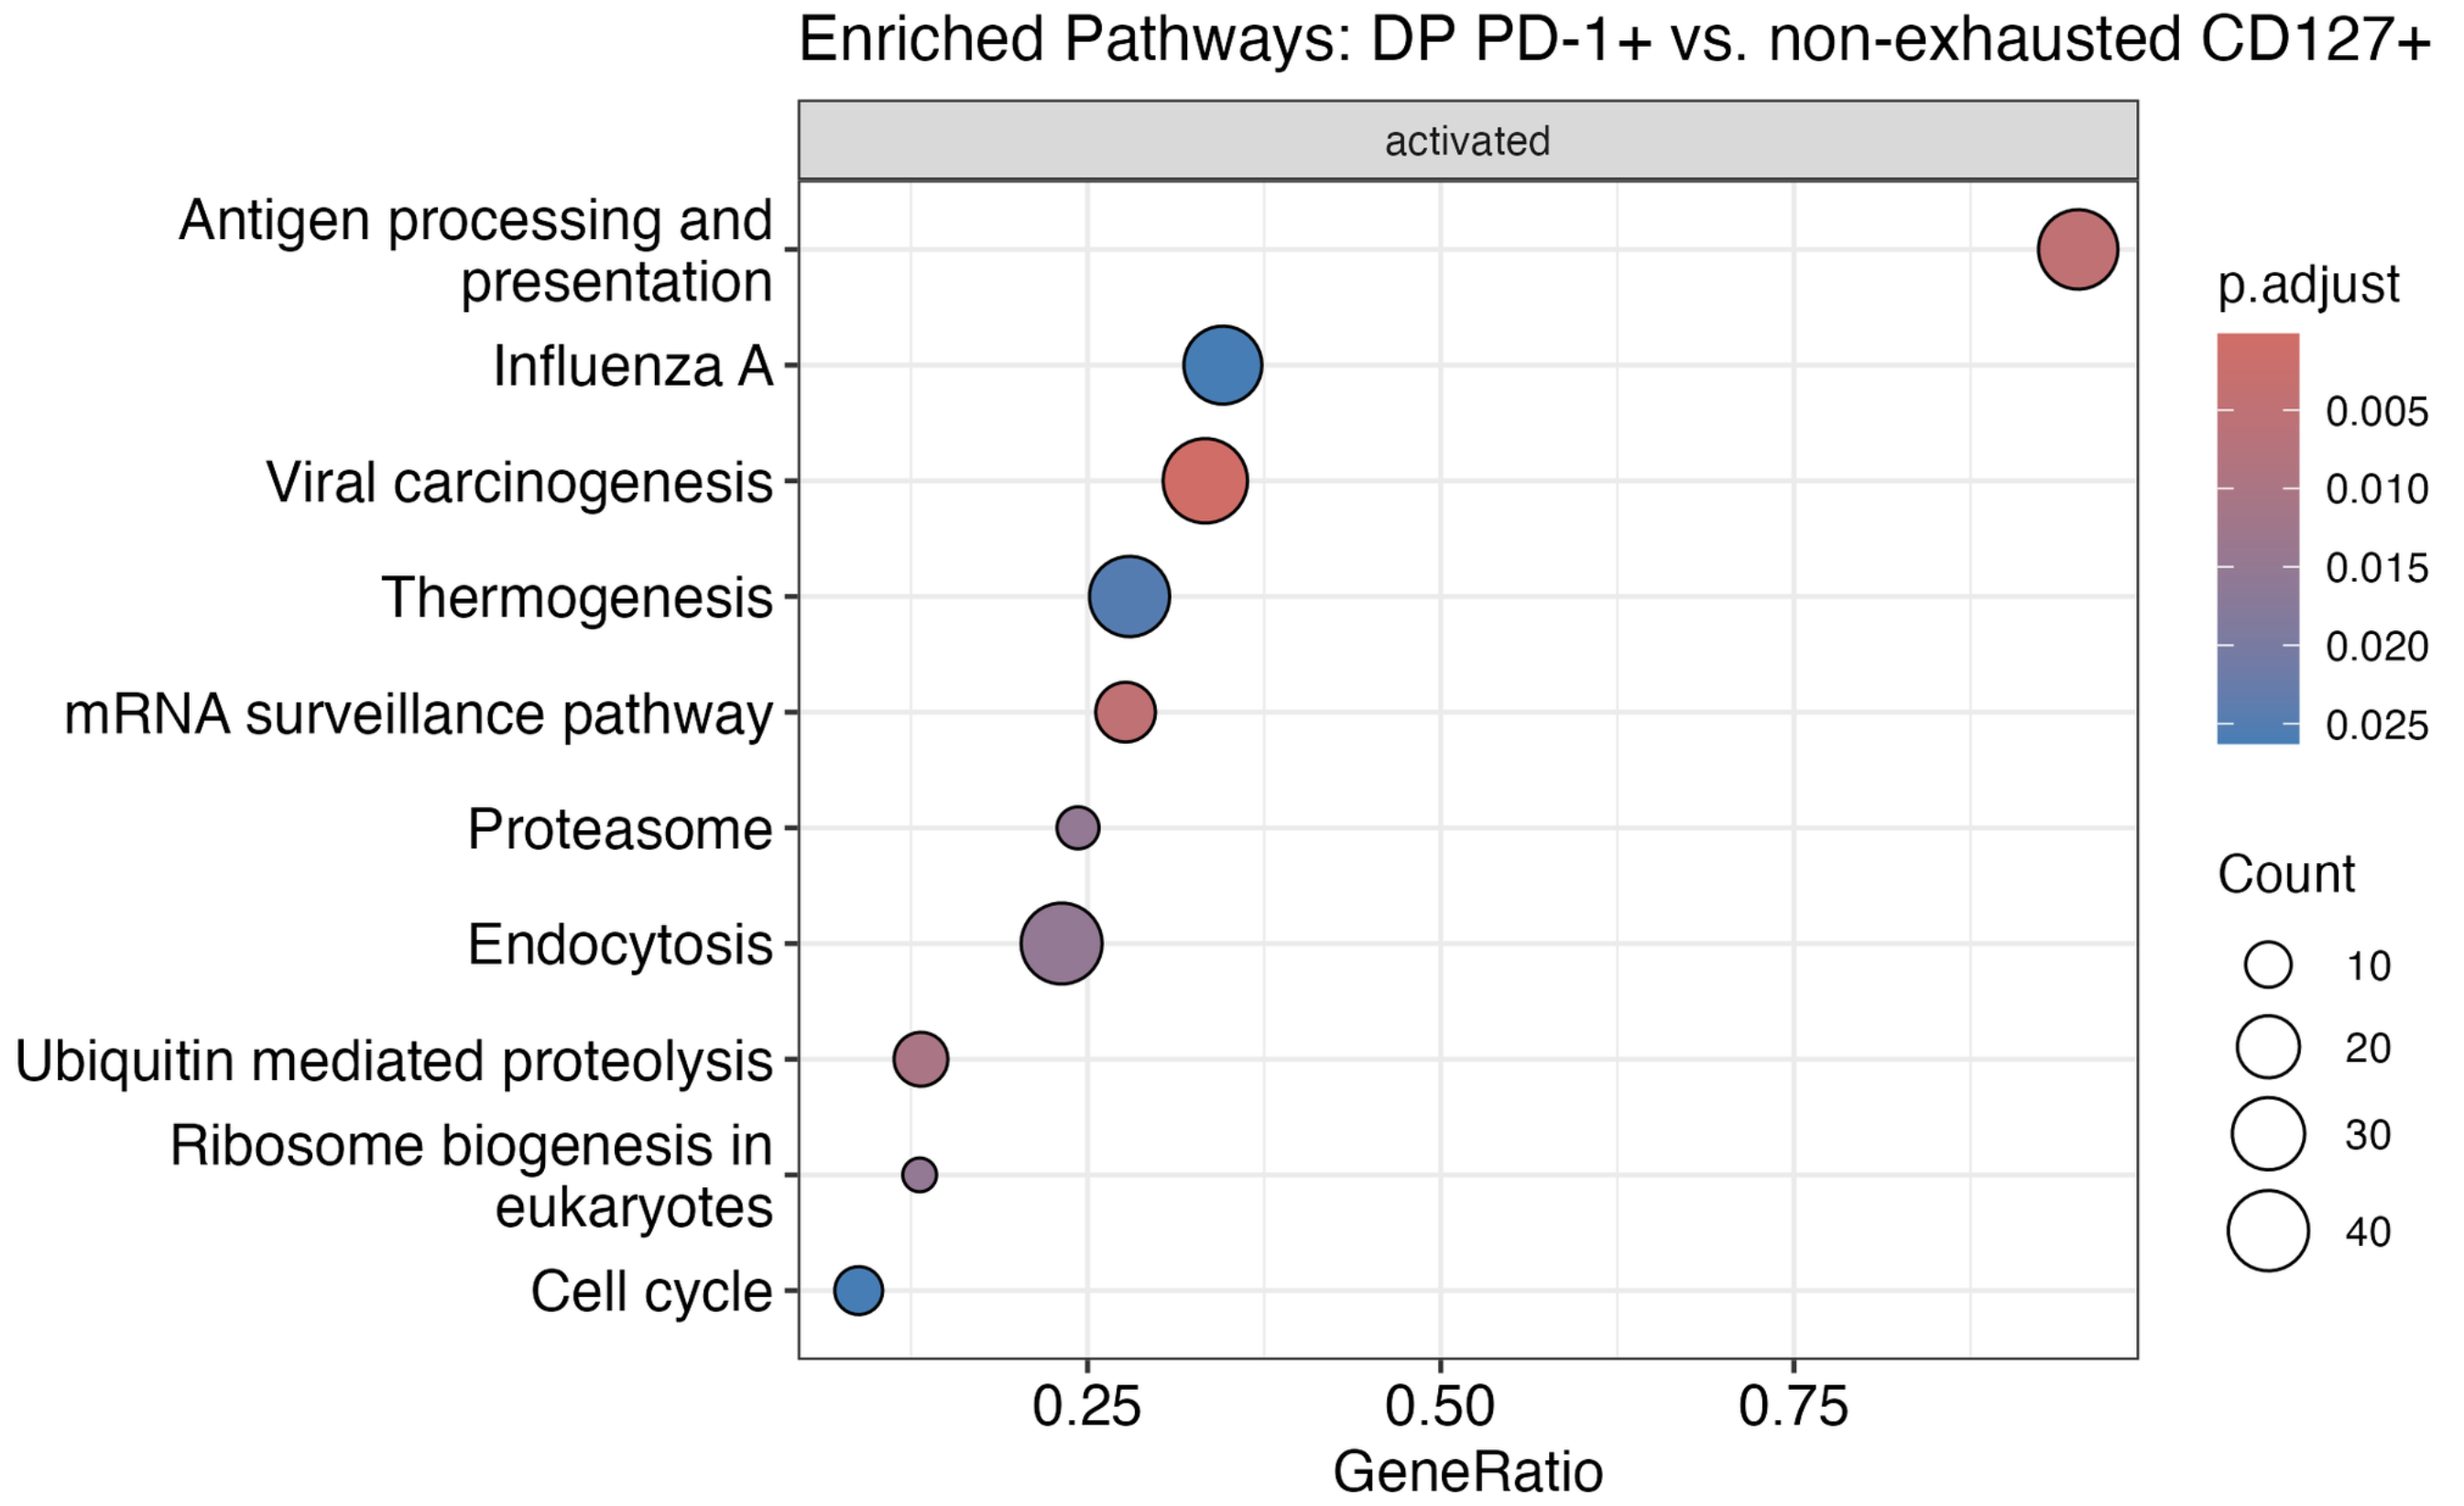 Enriched Pathways: DP PD-1+ vs. non-exhausted CD127+
activated
Antigen processing and
presentation
Influenza A
Viral carcinogenesis
Thermogenesis
mRNA surveillance pathway
Proteasome
Endocytosis
Ubiquitin mediated proteolysis
Ribosome biogenesis in
eukaryotes
Cell cycle
0.25
0.50
0.75
GeneRatio
p.adjust
0.005
0.010
0.015
0.020
0.025
Count
10
20
30
40